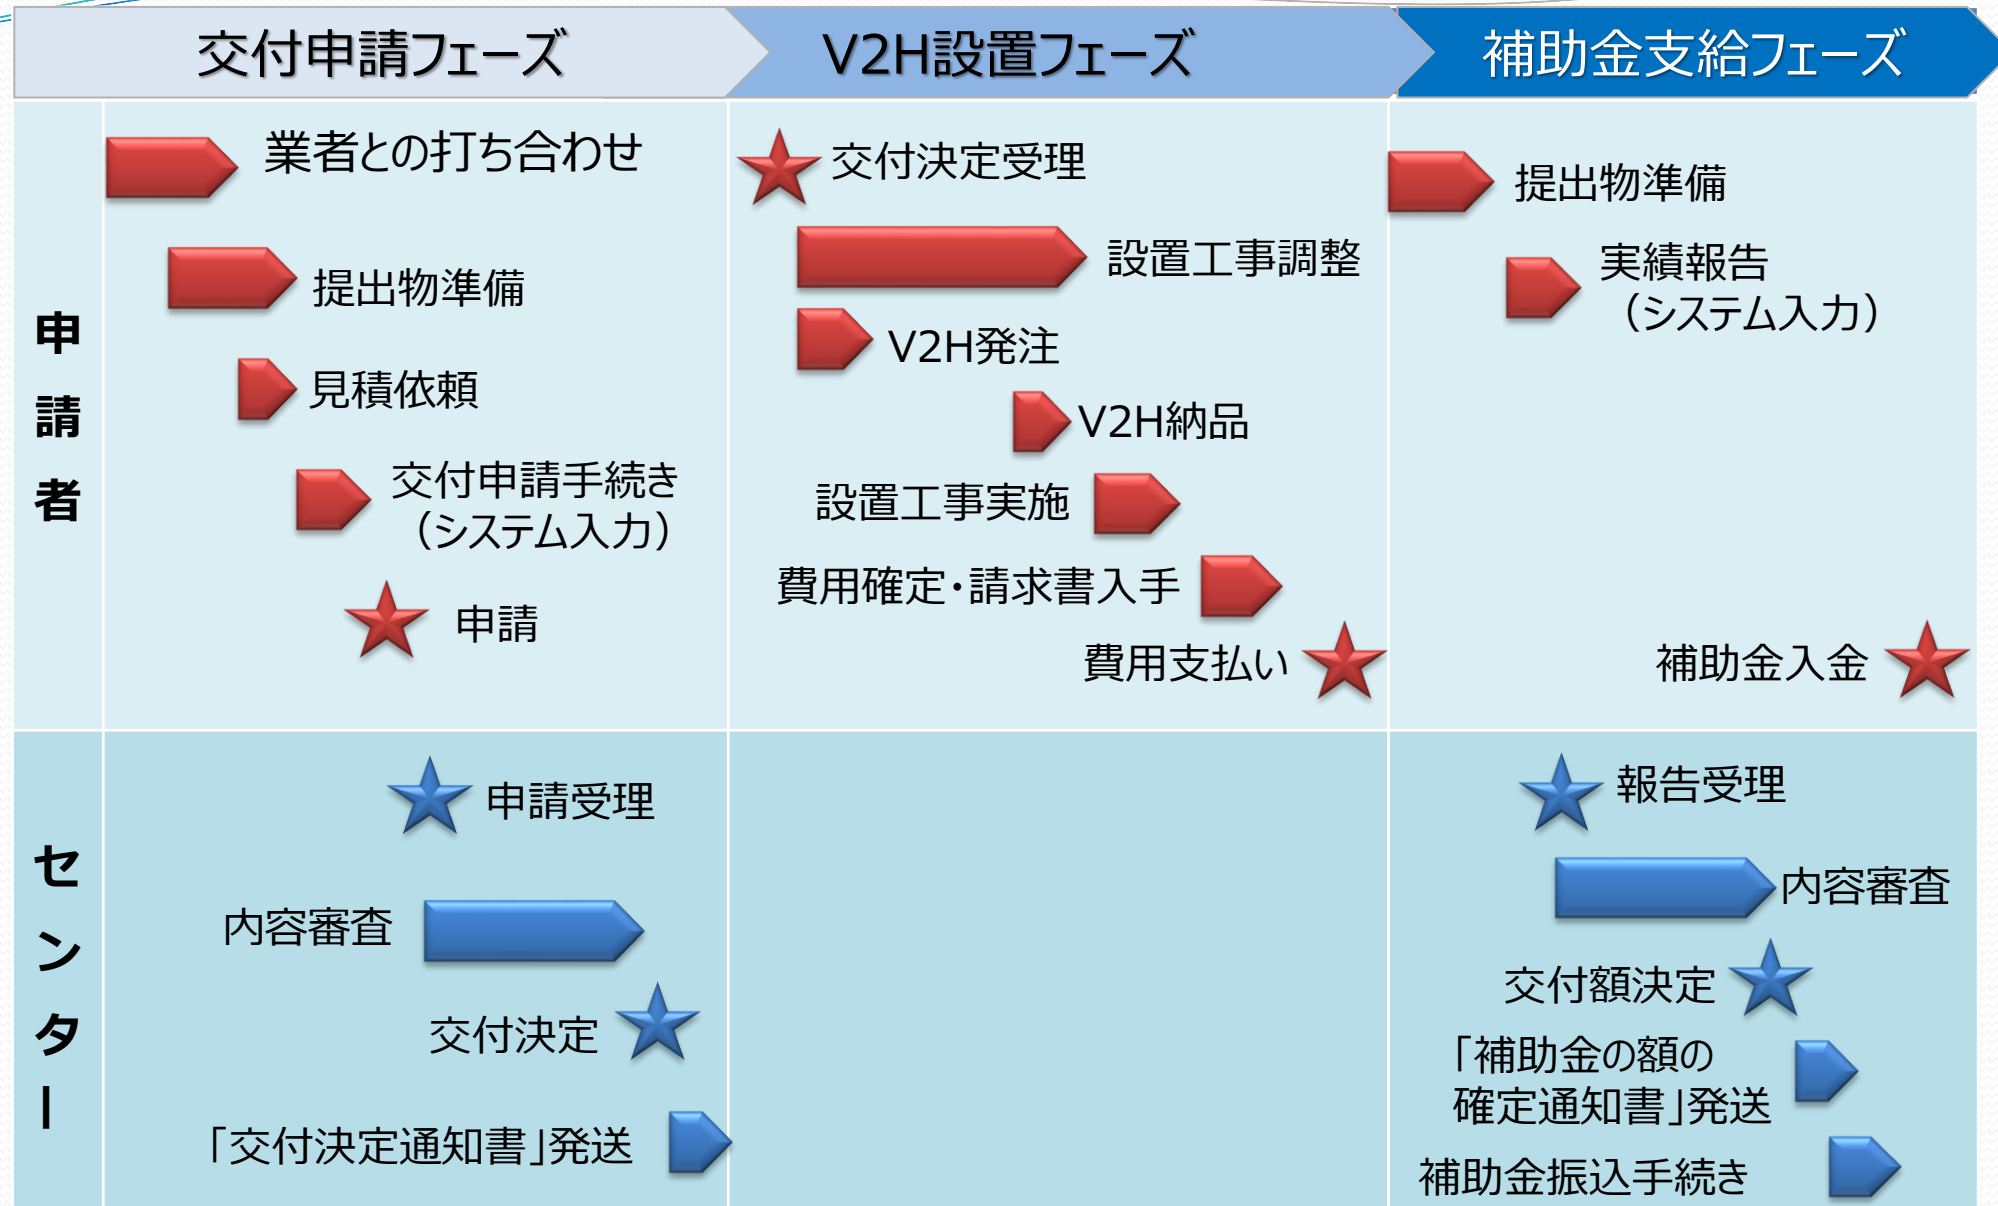 交付申請フェーズ
V2H設置フェーズ
補助金支給フェーズ
申請者
業者との打ち合わせ
提出物準備
見積依頼
交付申請手続き
（システム入力）
申請
交付決定受理
設置工事調整
V2H発注
V2H納品
設置工事実施
費用確定・請求書入手
費用支払い
提出物準備
実績報告
（システム入力）
補助金入金
センター
申請受理
内容審査
交付決定
「交付決定通知書」発送
報告受理
内容審査
交付額決定
「補助金の額の
確定通知書」発送
補助金振込手続き